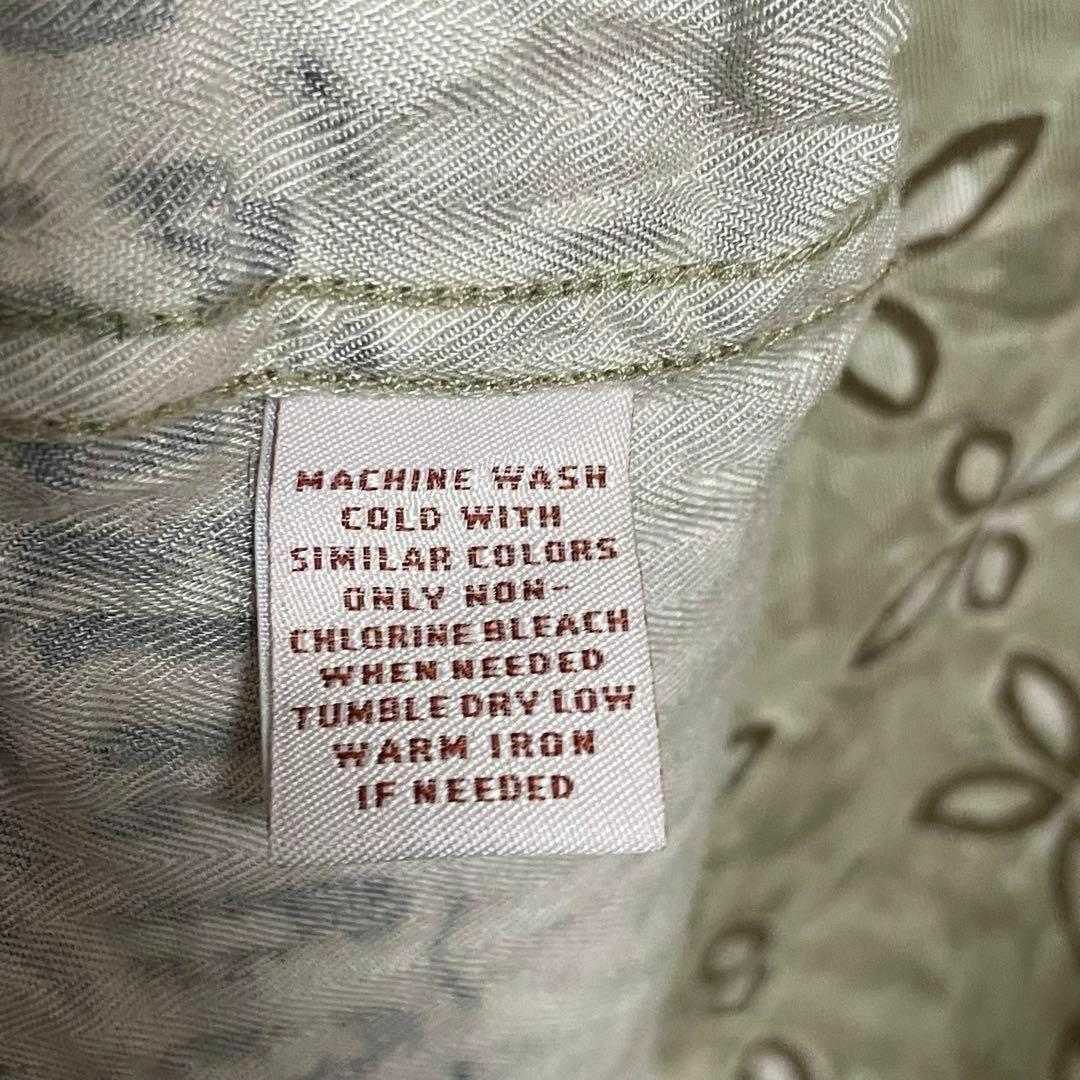 MACHINE WASH
COLD WITH
SIMILAR COLORS
ONLY NON-
CHLORINE BLEACH
WHEN NEEDED
TUMBLE DRY LOW
WARM IRON
IF NEEDED